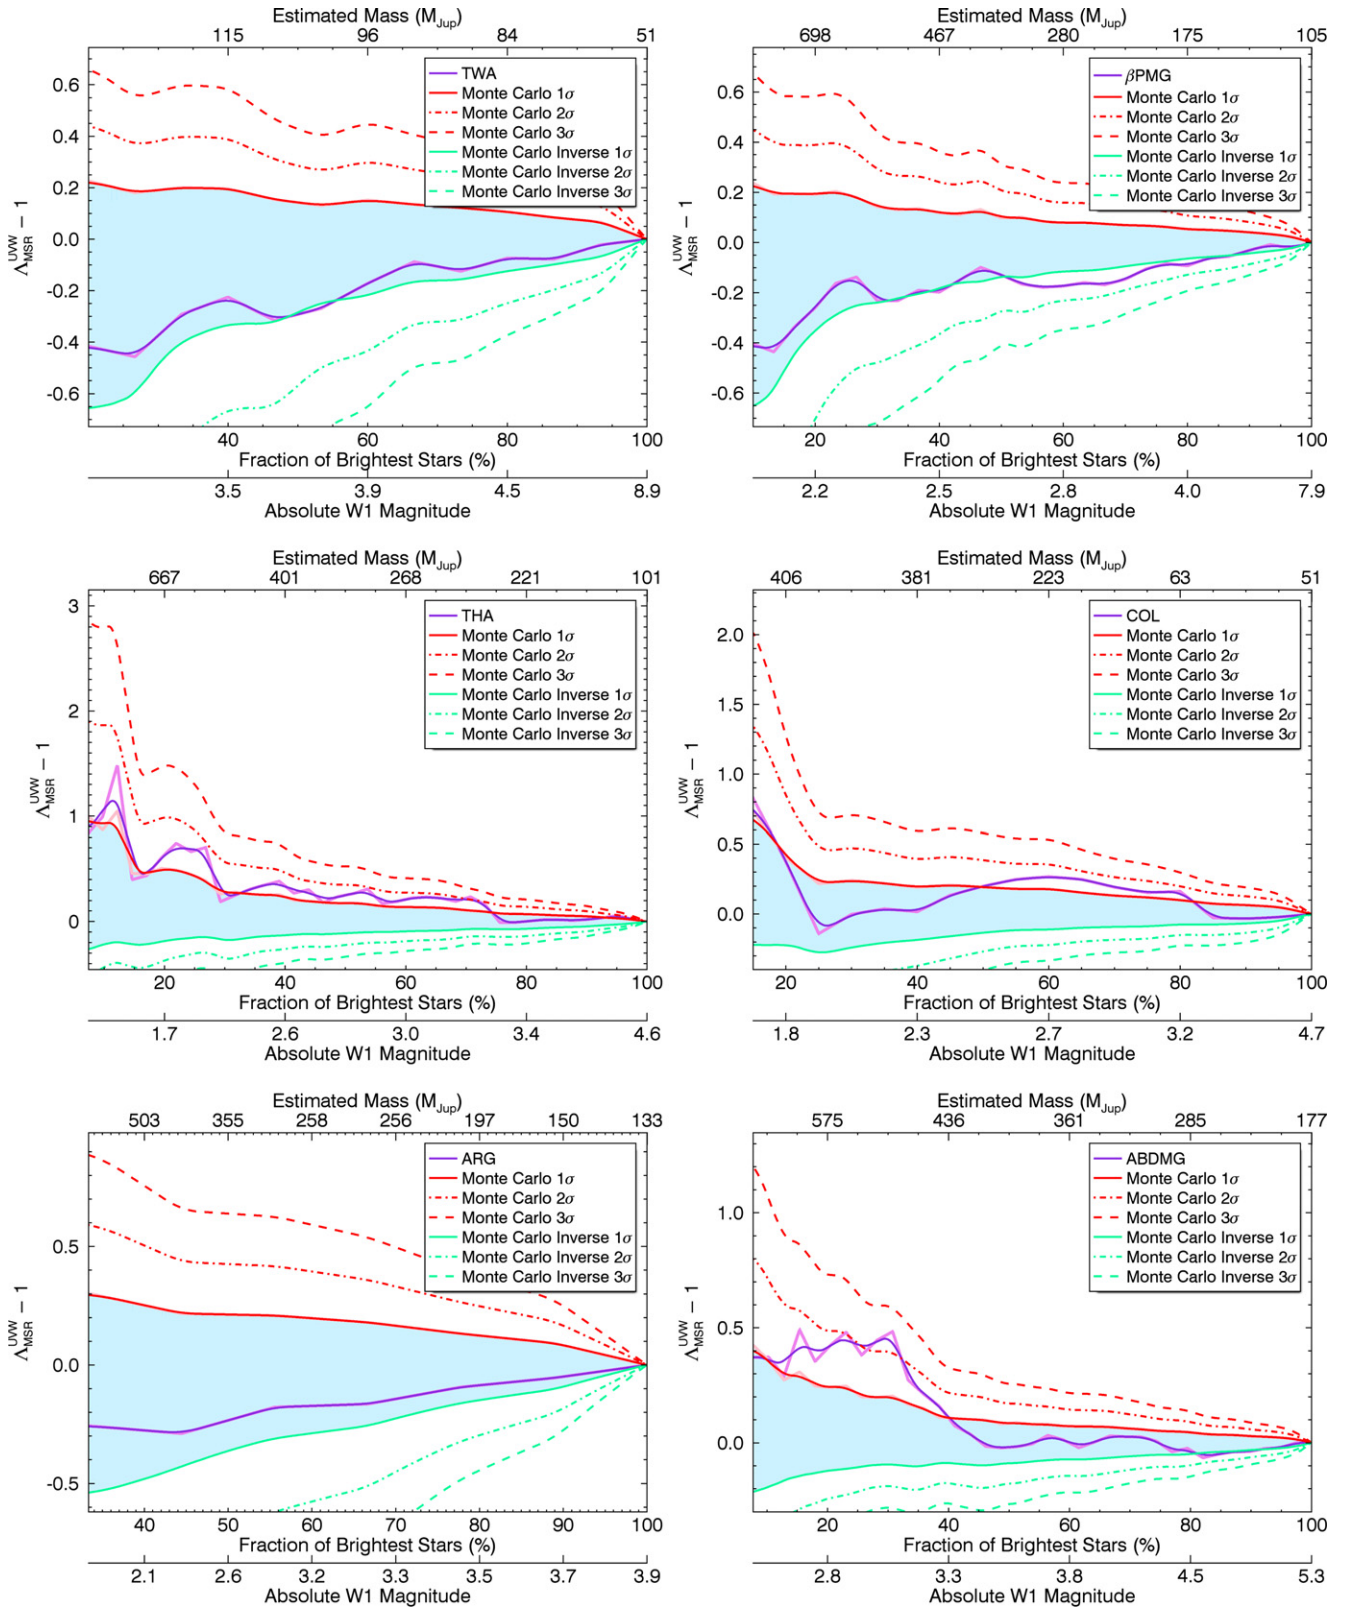 Estimated Mass (MJup)
115 96 84 51
0.6
0.4
0.2
0.0
-0.2
-0.4
-0.6
ΛMSR^UVW − 1
TWA
Monte Carlo 1σ
Monte Carlo 2σ
Monte Carlo 3σ
Monte Carlo Inverse 1σ
Monte Carlo Inverse 2σ
Monte Carlo Inverse 3σ
40 60 80 100
Fraction of Brightest Stars (%)
3.5 3.9 4.5 8.9
Absolute W1 Magnitude
Estimated Mass (MJup)
698 467 280 175 105
0.6
0.4
0.2
0.0
-0.2
-0.4
-0.6
ΛMSR^UVW − 1
βPMG
Monte Carlo 1σ
Monte Carlo 2σ
Monte Carlo 3σ
Monte Carlo Inverse 1σ
Monte Carlo Inverse 2σ
Monte Carlo Inverse 3σ
20 40 60 80 100
Fraction of Brightest Stars (%)
2.2 2.5 2.8 4.0 7.9
Absolute W1 Magnitude
Estimated Mass (MJup)
667 401 268 221 101
3
2
1
0
ΛMSR^UVW − 1
THA
Monte Carlo 1σ
Monte Carlo 2σ
Monte Carlo 3σ
Monte Carlo Inverse 1σ
Monte Carlo Inverse 2σ
Monte Carlo Inverse 3σ
20 40 60 80 100
Fraction of Brightest Stars (%)
1.7 2.6 3.0 3.4 4.6
Absolute W1 Magnitude
Estimated Mass (MJup)
406 381 223 63 51
2.0
1.5
1.0
0.5
0.0
ΛMSR^UVW − 1
COL
Monte Carlo 1σ
Monte Carlo 2σ
Monte Carlo 3σ
Monte Carlo Inverse 1σ
Monte Carlo Inverse 2σ
Monte Carlo Inverse 3σ
20 40 60 80 100
Fraction of Brightest Stars (%)
1.8 2.3 2.7 3.2 4.7
Absolute W1 Magnitude
Estimated Mass (MJup)
503 355 258 256 197 150 133
0.5
0.0
-0.5
ΛMSR^UVW − 1
ARG
Monte Carlo 1σ
Monte Carlo 2σ
Monte Carlo 3σ
Monte Carlo Inverse 1σ
Monte Carlo Inverse 2σ
Monte Carlo Inverse 3σ
40 50 60 70 80 90 100
Fraction of Brightest Stars (%)
2.1 2.6 3.2 3.3 3.5 3.7 3.9
Absolute W1 Magnitude
Estimated Mass (MJup)
575 436 361 285 177
1.0
0.5
0.0
ΛMSR^UVW − 1
ABDMG
Monte Carlo 1σ
Monte Carlo 2σ
Monte Carlo 3σ
Monte Carlo Inverse 1σ
Monte Carlo Inverse 2σ
Monte Carlo Inverse 3σ
20 40 60 80 100
Fraction of Brightest Stars (%)
2.8 3.3 3.8 4.5 5.3
Absolute W1 Magnitude